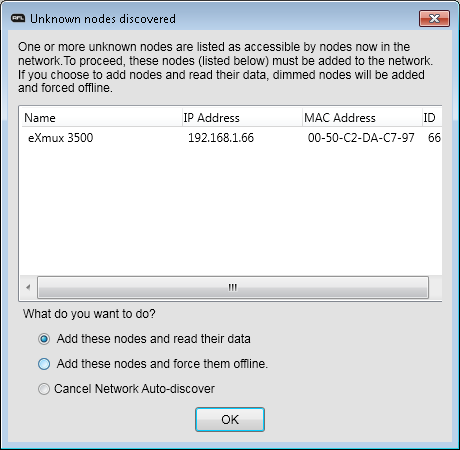 AFL Unknown nodes discovered
One or more unknown nodes are listed as accessible by nodes now in the
network.To proceed, these nodes (listed below) must be added to the network.
If you choose to add nodes and read their data, dimmed nodes will be added
and forced offline.
Name IP Address MAC Address ID
eXmux 3500 192.168.1.66 00-50-C2-DA-C7-97 66
What do you want to do?
Add these nodes and read their data
Add these nodes and force them offline.
Cancel Network Auto-discover
OK